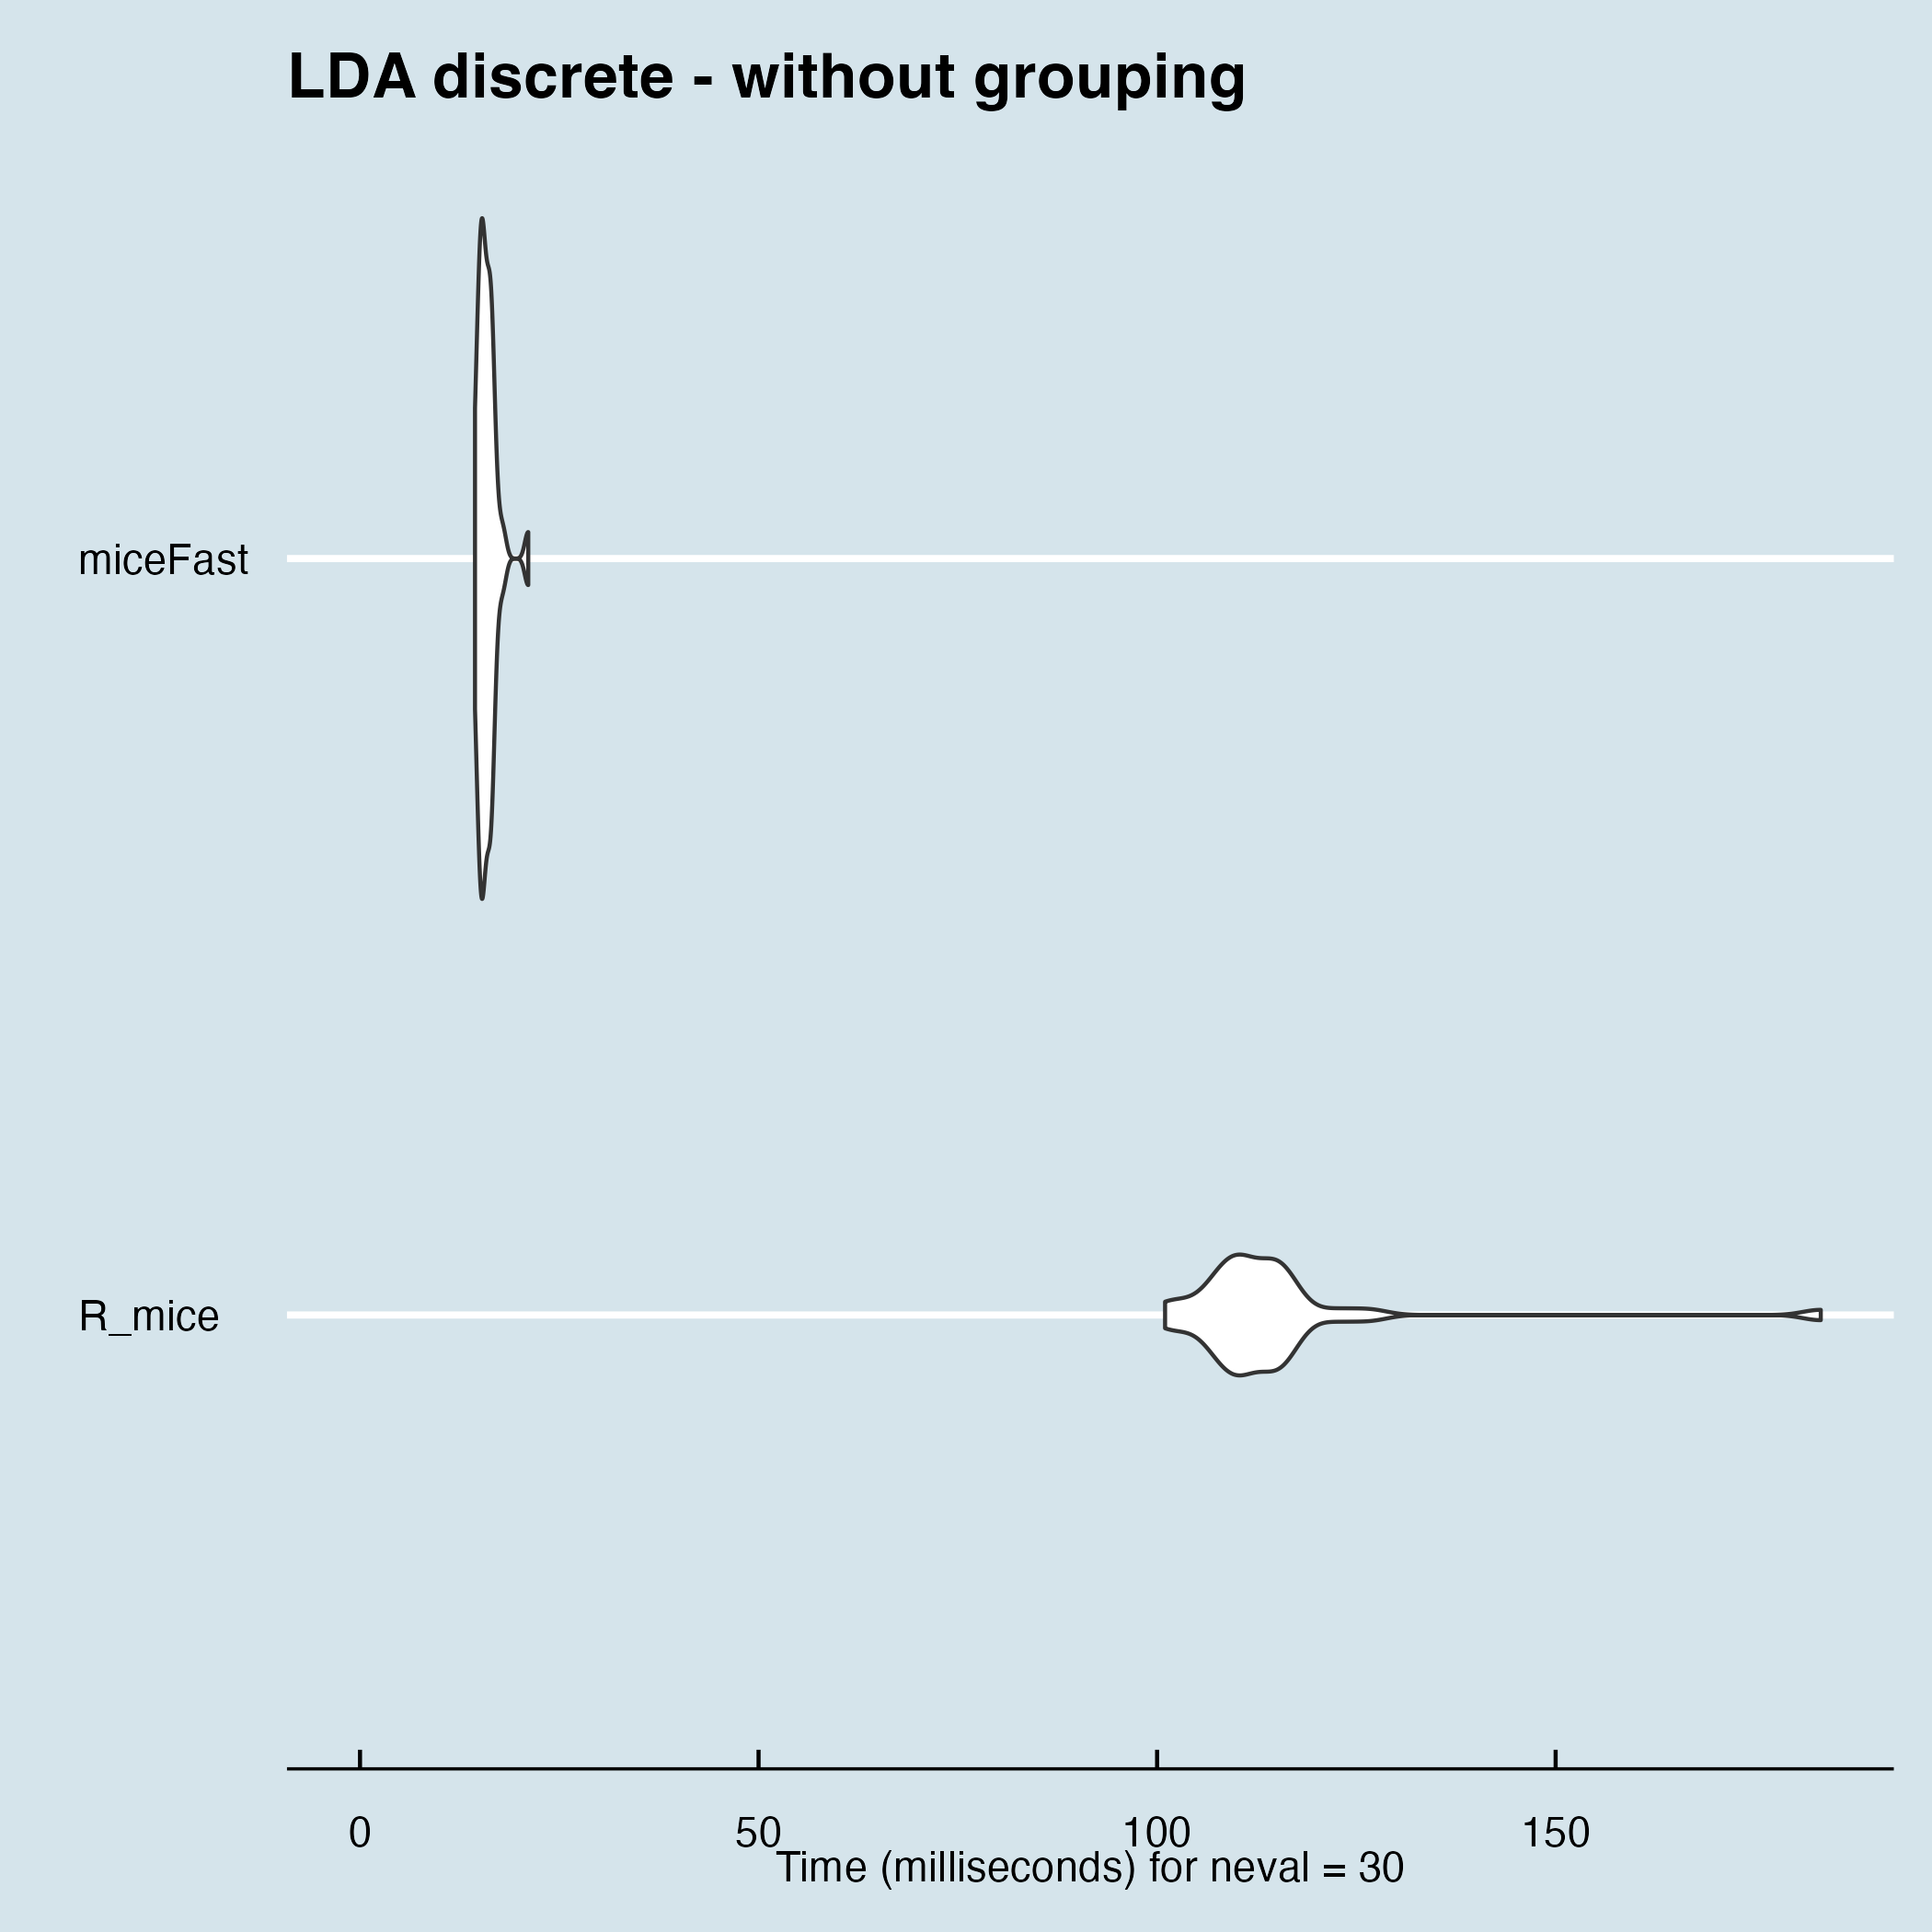 LDA discrete - without grouping
miceFast
R_mice
0 50 100 150
Time (milliseconds) for neval = 30